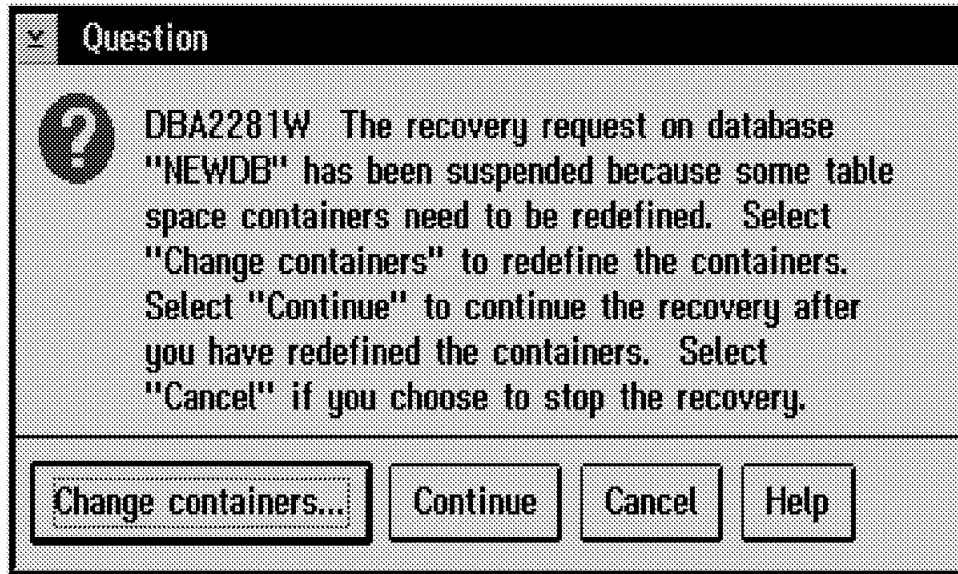 Question
DBA2281W  The recovery request on database
"NEWDB" has been suspended because some table
space containers need to be redefined.  Select
"Change containers" to redefine the containers.
Select "Continue" to continue the recovery after
you have redefined the containers.  Select
"Cancel" if you choose to stop the recovery.
Change containers... Continue Cancel Help